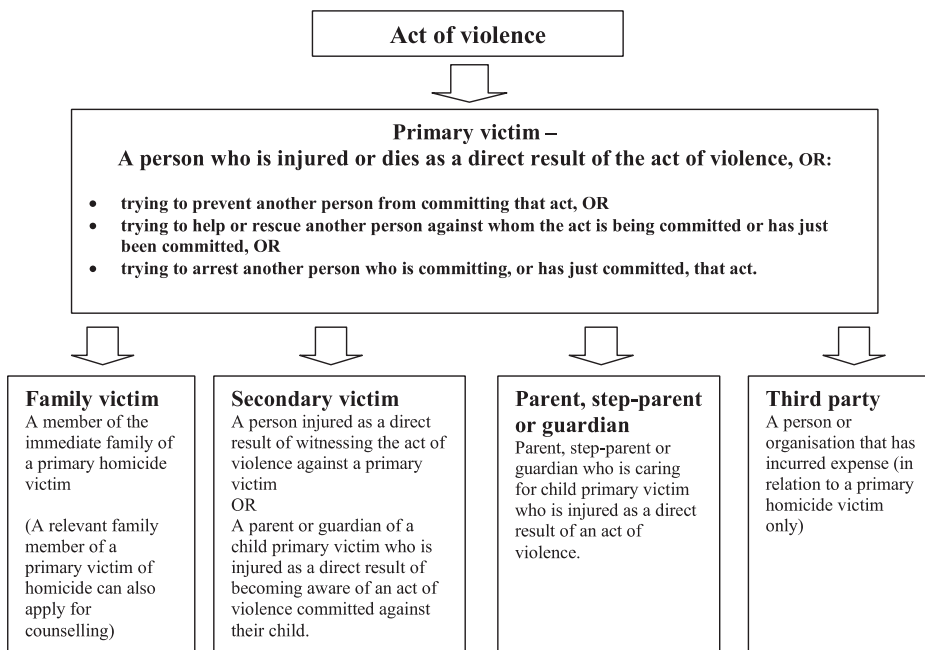 Act of violence
Primary victim –
A person who is injured or dies as a direct result of the act of violence, OR:
• trying to prevent another person from committing that act, OR
• trying to help or rescue another person against whom the act is being committed or has just
been committed, OR
• trying to arrest another person who is committing, or has just committed, that act.
Family victim
A member of the
immediate family of
a primary homicide
victim
(A relevant family
member of a
primary victim of
homicide can also
apply for
counselling)
Secondary victim
A person injured as a direct
result of witnessing the act
of violence against a primary
victim
OR
A parent or guardian of a
child primary victim who is
injured as a direct result of
becoming aware of an act of
violence committed against
their child.
Parent, step-parent
or guardian
Parent, step-parent or
guardian who is caring
for child primary victim
who is injured as a direct
result of an act of
violence.
Third party
A person or
organisation that has
incurred expense (in
relation to a primary
homicide victim
only)